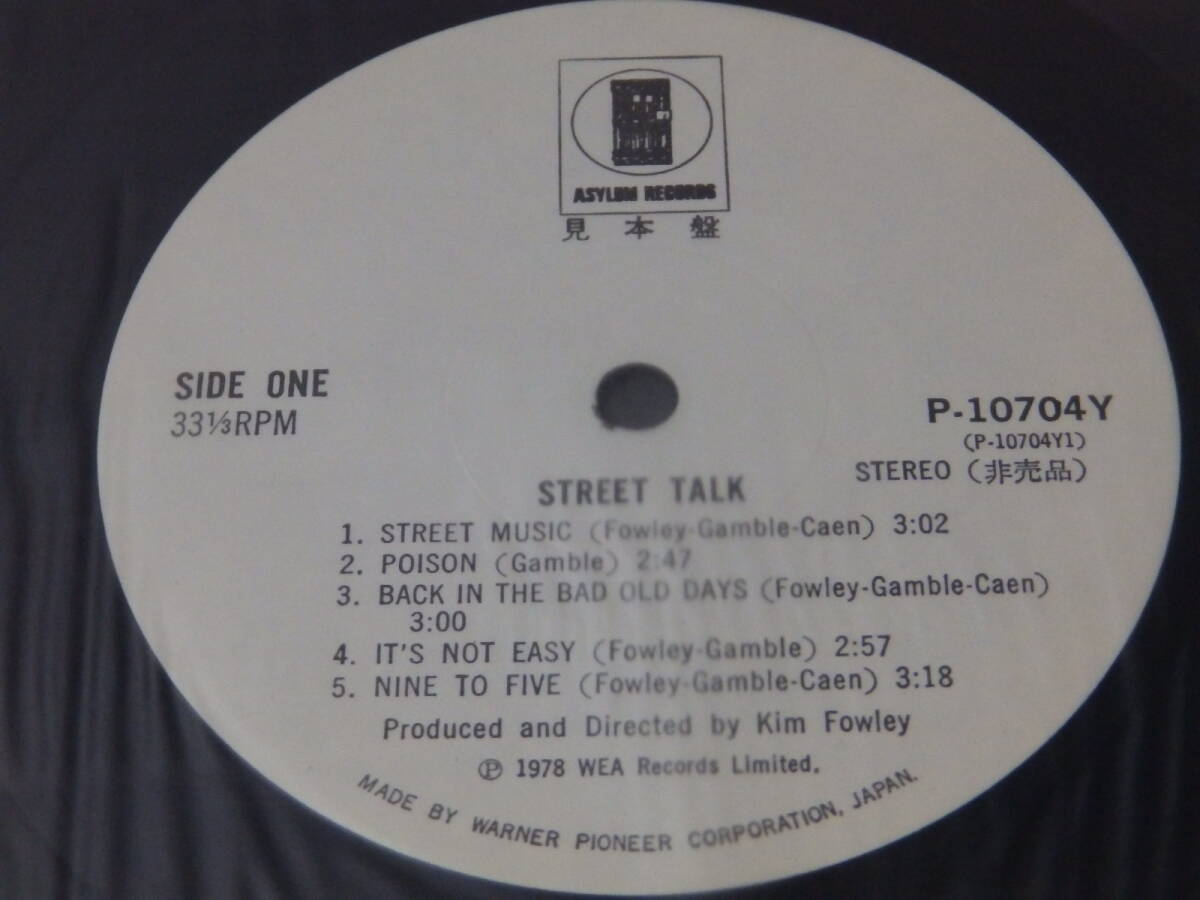 ASYLUM RECORDS
見本盤
SIDE ONE
33⅓RPM
P-10704Y
(P-10704Y1)
STEREO (非売品)
STREET TALK
1. STREET MUSIC (Fowley-Gamble-Caen) 3:02
2. POISON (Gamble) 2:47
3. BACK IN THE BAD OLD DAYS (Fowley-Gamble-Caen)
3:00
4. IT'S NOT EASY (Fowley-Gamble) 2:57
5. NINE TO FIVE (Fowley-Gamble-Caen) 3:18
Produced and Directed by Kim Fowley
℗ 1978 WEA Records Limited.
MADE BY WARNER PIONEER CORPORATION, JAPAN.